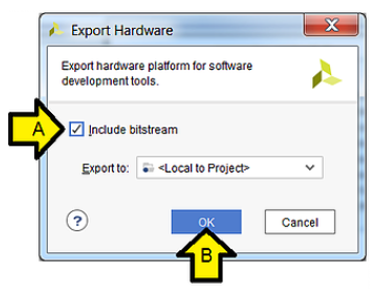 Export Hardware
Export hardware platform for software
development tools.
A
Include bitstream
Export to: <Local to Project>
?
OK
Cancel
B